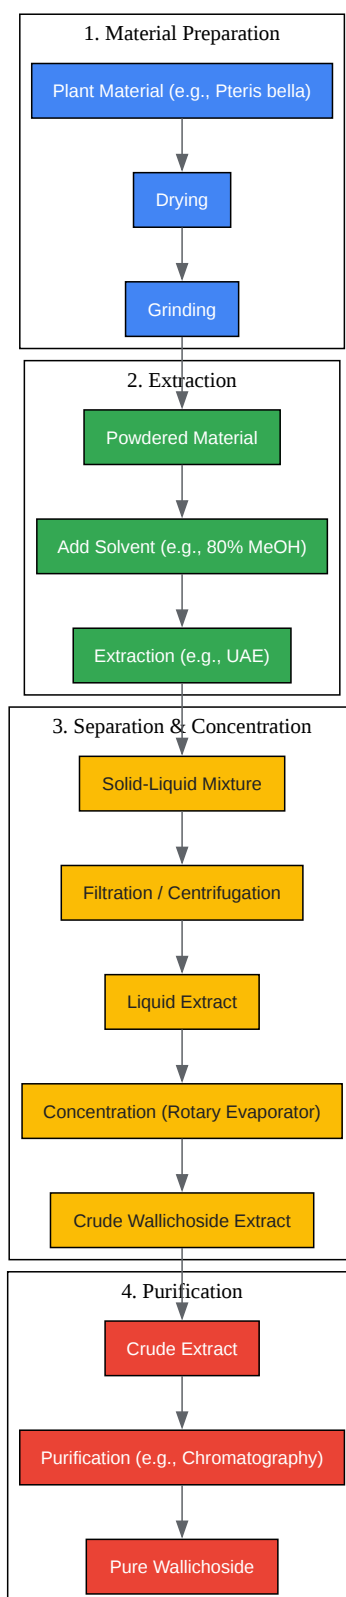 1. Material Preparation
Plant Material (e.g., Pteris bella)
Drying
Grinding
2. Extraction
Powdered Material
Add Solvent (e.g., 80% MeOH)
Extraction (e.g., UAE)
3. Separation & Concentration
Solid-Liquid Mixture
Filtration / Centrifugation
Liquid Extract
Concentration (Rotary Evaporator)
Crude Wallichoside Extract
4. Purification
Crude Extract
Purification (e.g., Chromatography)
Pure Wallichoside